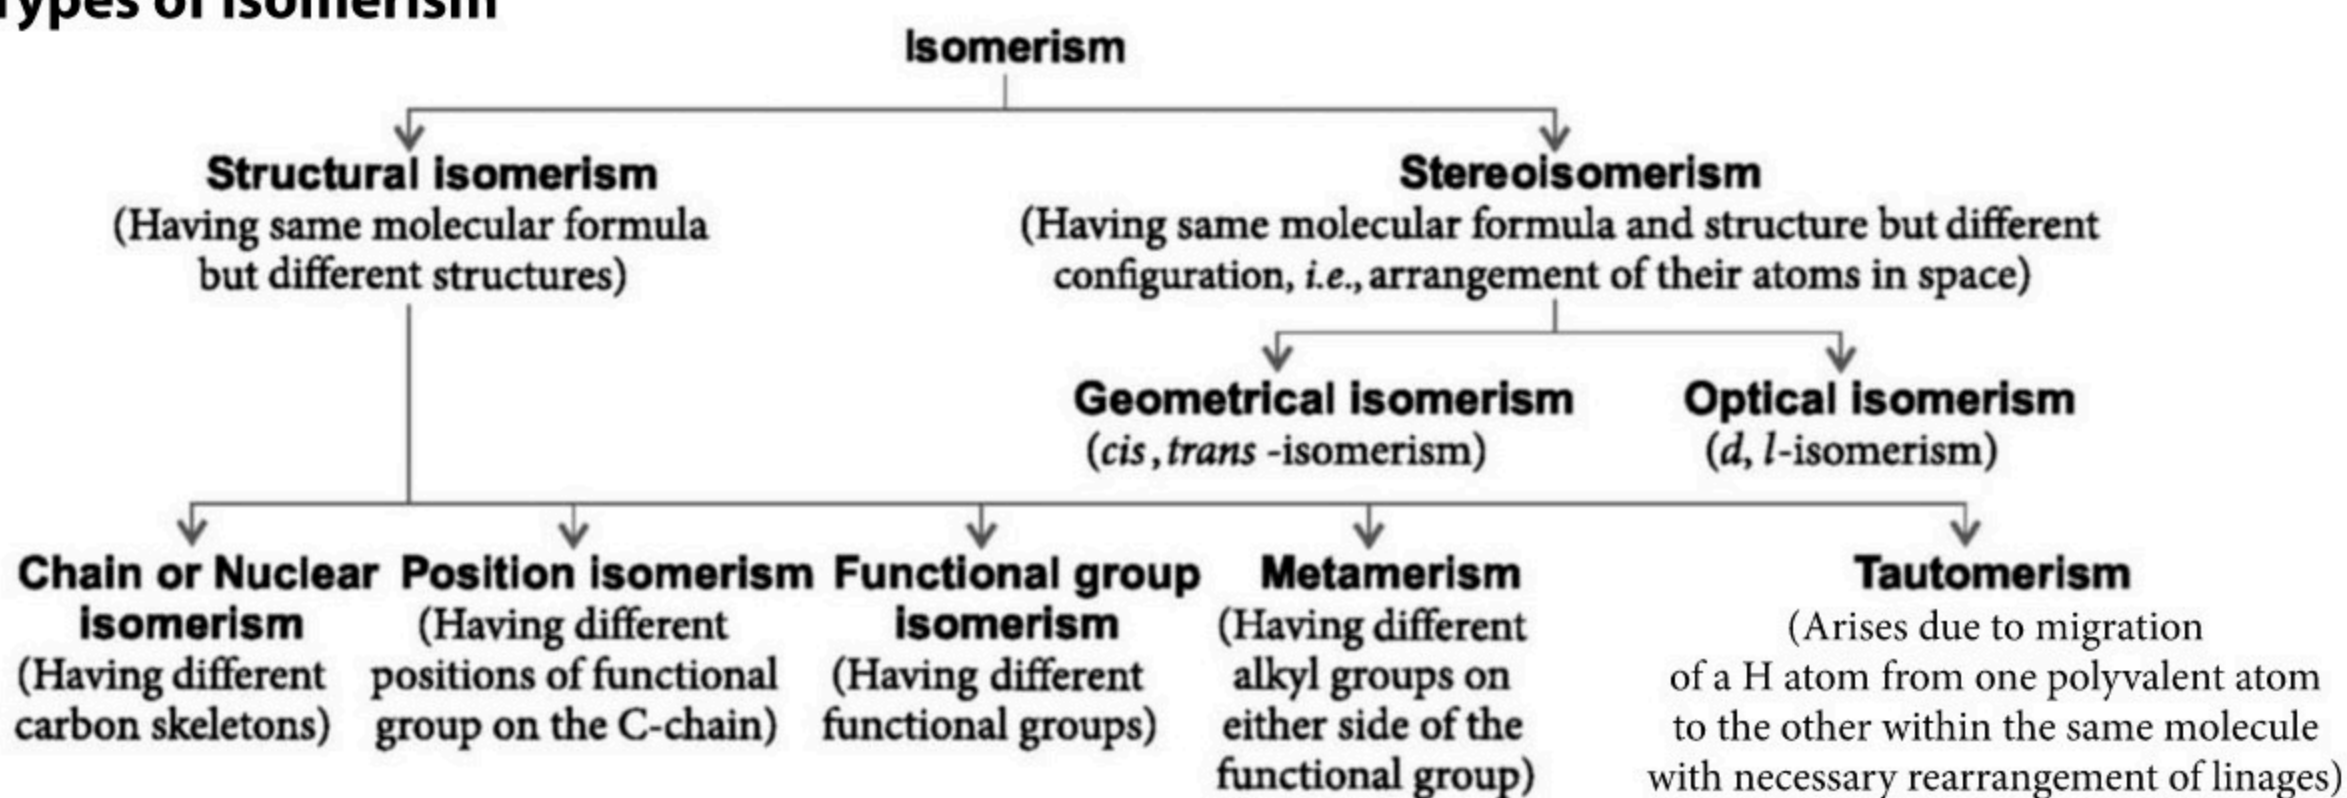 Types of Isomerism
Isomerism
Structural isomerism
(Having same molecular formula
but different structures)
Stereoisomerism
(Having same molecular formula and structure but different
configuration, i.e., arrangement of their atoms in space)
Geometrical isomerism
(cis, trans -isomerism)
Optical isomerism
(d, l-isomerism)
Chain or Nuclear
isomerism
(Having different
carbon skeletons)
Position isomerism
(Having different
positions of functional
group on the C-chain)
Functional group
isomerism
(Having different
functional groups)
Metamerism
(Having different
alkyl groups on
either side of the
functional group)
Tautomerism
(Arises due to migration
of a H atom from one polyvalent atom
to the other within the same molecule
with necessary rearrangement of linages)